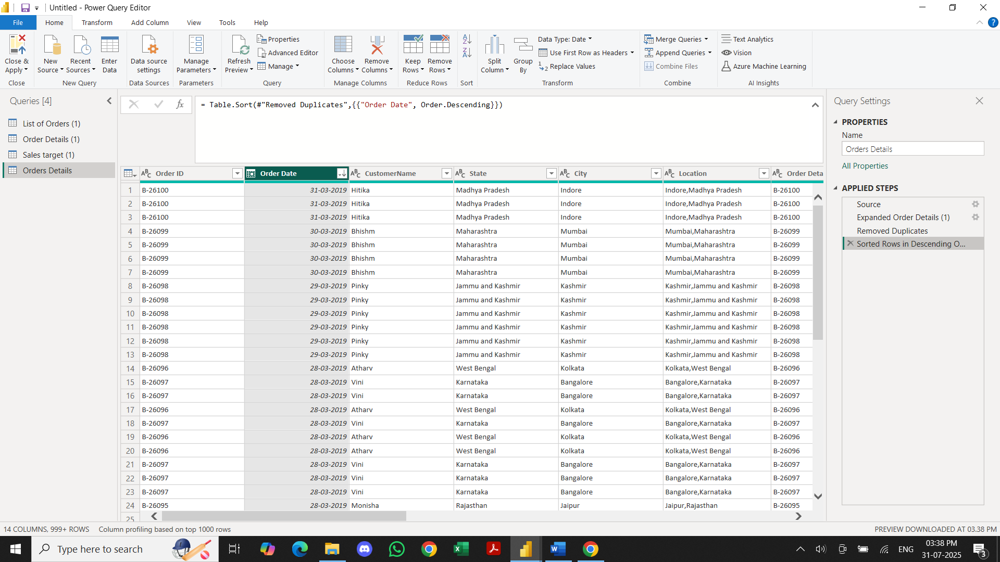 Untitled - Power Query Editor
File Home Transform Add Column View Tools Help
Close & Apply
Close
New Source
Recent Sources
Enter Data
New Query
Data source settings
Data Sources
Manage Parameters
Parameters
Refresh Preview
Properties
Advanced Editor
Manage
Query
Choose Columns
Remove Columns
Manage Columns
Keep Rows
Remove Rows
Reduce Rows
Sort
Split Column
Group By
Data Type: Date
Use First Row as Headers
Replace Values
Transform
Merge Queries
Append Queries
Combine Files
Combine
Text Analytics
Vision
Azure Machine Learning
AI Insights
Queries [4]
List of Orders (1)
Order Details (1)
Sales target (1)
Orders Details
fx
= Table.Sort(#"Removed Duplicates",{{"Order Date", Order.Descending}})
Order ID Order Date CustomerName State City Location Order Deta
1 B-26100 31-03-2019 Hitika Madhya Pradesh Indore Indore,Madhya Pradesh B-26100
2 B-26100 31-03-2019 Hitika Madhya Pradesh Indore Indore,Madhya Pradesh B-26100
3 B-26100 31-03-2019 Hitika Madhya Pradesh Indore Indore,Madhya Pradesh B-26100
4 B-26099 30-03-2019 Bhishm Maharashtra Mumbai Mumbai,Maharashtra B-26099
5 B-26099 30-03-2019 Bhishm Maharashtra Mumbai Mumbai,Maharashtra B-26099
6 B-26099 30-03-2019 Bhishm Maharashtra Mumbai Mumbai,Maharashtra B-26099
7 B-26099 30-03-2019 Bhishm Maharashtra Mumbai Mumbai,Maharashtra B-26099
8 B-26098 29-03-2019 Pinky Jammu and Kashmir Kashmir Kashmir,Jammu and Kashmir B-26098
9 B-26098 29-03-2019 Pinky Jammu and Kashmir Kashmir Kashmir,Jammu and Kashmir B-26098
10 B-26098 29-03-2019 Pinky Jammu and Kashmir Kashmir Kashmir,Jammu and Kashmir B-26098
11 B-26098 29-03-2019 Pinky Jammu and Kashmir Kashmir Kashmir,Jammu and Kashmir B-26098
12 B-26098 29-03-2019 Pinky Jammu and Kashmir Kashmir Kashmir,Jammu and Kashmir B-26098
13 B-26098 29-03-2019 Pinky Jammu and Kashmir Kashmir Kashmir,Jammu and Kashmir B-26098
14 B-26096 28-03-2019 Atharv West Bengal Kolkata Kolkata,West Bengal B-26096
15 B-26097 28-03-2019 Vini Karnataka Bangalore Bangalore,Karnataka B-26097
16 B-26097 28-03-2019 Vini Karnataka Bangalore Bangalore,Karnataka B-26097
17 B-26096 28-03-2019 Atharv West Bengal Kolkata Kolkata,West Bengal B-26096
18 B-26097 28-03-2019 Vini Karnataka Bangalore Bangalore,Karnataka B-26097
19 B-26096 28-03-2019 Atharv West Bengal Kolkata Kolkata,West Bengal B-26096
20 B-26096 28-03-2019 Atharv West Bengal Kolkata Kolkata,West Bengal B-26096
21 B-26097 28-03-2019 Vini Karnataka Bangalore Bangalore,Karnataka B-26097
22 B-26097 28-03-2019 Vini Karnataka Bangalore Bangalore,Karnataka B-26097
23 B-26097 28-03-2019 Vini Karnataka Bangalore Bangalore,Karnataka B-26097
24 B-26095 28-03-2019 Monisha Rajasthan Jaipur Jaipur,Rajasthan B-26095
25
Query Settings
PROPERTIES
Name
Orders Details
All Properties
APPLIED STEPS
Source
Expanded Order Details (1)
Removed Duplicates
Sorted Rows in Descending O...
14 COLUMNS, 999+ ROWS Column profiling based on top 1000 rows
PREVIEW DOWNLOADED AT 03.38 PM
Type here to search
ENG
03:38 PM
31-07-2025
3